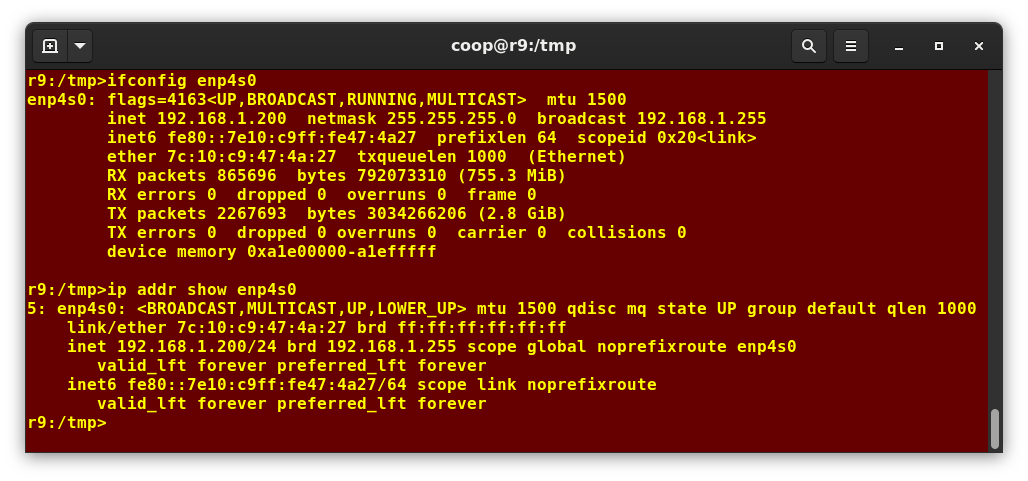 coop@r9:/tmp
r9:/tmp>ifconfig enp4s0
enp4s0: flags=4163<UP,BROADCAST,RUNNING,MULTICAST>  mtu 1500
        inet 192.168.1.200  netmask 255.255.255.0  broadcast 192.168.1.255
        inet6 fe80::7e10:c9ff:fe47:4a27  prefixlen 64  scopeid 0x20<link>
        ether 7c:10:c9:47:4a:27  txqueuelen 1000  (Ethernet)
        RX packets 865696  bytes 792073310 (755.3 MiB)
        RX errors 0  dropped 0  overruns 0  frame 0
        TX packets 2267693  bytes 3034266206 (2.8 GiB)
        TX errors 0  dropped 0 overruns 0  carrier 0  collisions 0
        device memory 0xa1e00000-a1efffff
r9:/tmp>ip addr show enp4s0
5: enp4s0: <BROADCAST,MULTICAST,UP,LOWER_UP> mtu 1500 qdisc mq state UP group default qlen 1000
    link/ether 7c:10:c9:47:4a:27 brd ff:ff:ff:ff:ff:ff
    inet 192.168.1.200/24 brd 192.168.1.255 scope global noprefixroute enp4s0
       valid_lft forever preferred_lft forever
    inet6 fe80::7e10:c9ff:fe47:4a27/64 scope link noprefixroute
       valid_lft forever preferred_lft forever
r9:/tmp>